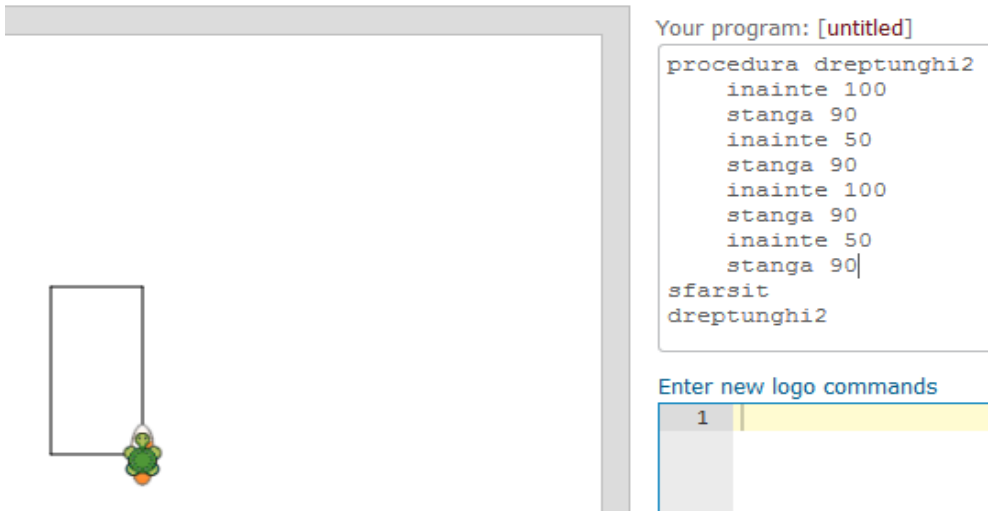 Your program: [untitled]
procedura dreptunghi2
inainte 100
stanga 90
inainte 50
stanga 90
inainte 100
stanga 90
inainte 50
stanga 90
sfarsit
dreptunghi2
Enter new logo commands
1